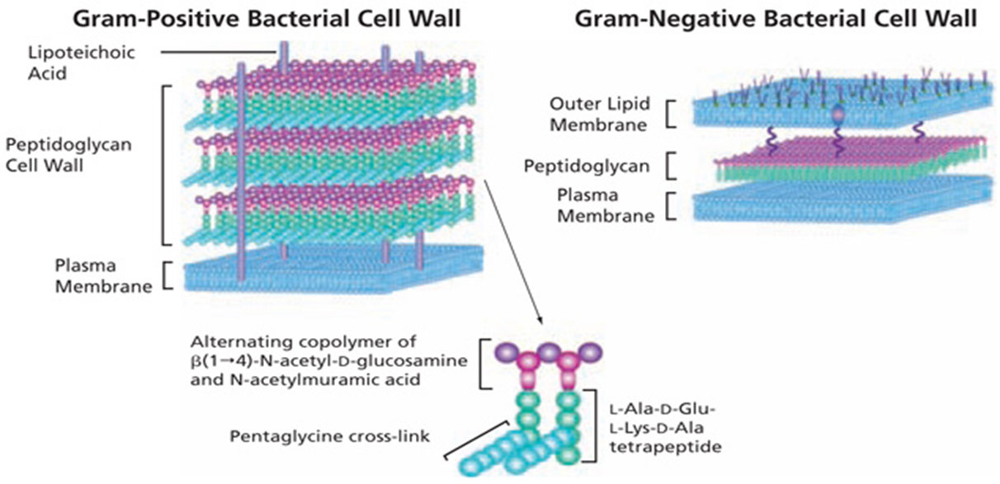 Gram-Positive Bacterial Cell Wall
Lipoteichoic
Acid
Peptidoglycan
Cell Wall
Plasma
Membrane
Gram-Negative Bacterial Cell Wall
Outer Lipid
Membrane
Peptidoglycan
Plasma
Membrane
Alternating copolymer of
β(1→4)-N-acetyl-D-glucosamine
and N-acetylmuramic acid
Pentaglycine cross-link
L-Ala-D-Glu-
L-Lys-D-Ala
tetrapeptide